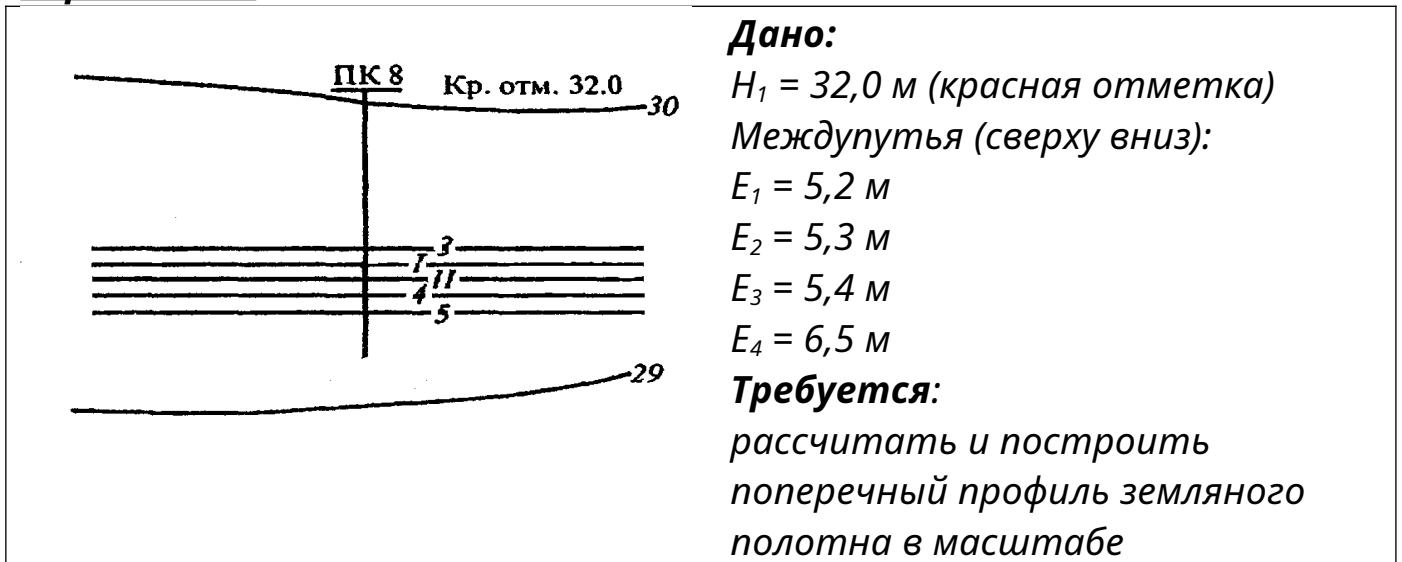 ПК 8
Кр. отм. 32.0
30
3
I
II
4
5
29
Дано:
H₁ = 32,0 м (красная отметка)
Междупутья (сверху вниз):
E₁ = 5,2 м
E₂ = 5,3 м
E₃ = 5,4 м
E₄ = 6,5 м
Требуется:
рассчитать и построить
поперечный профиль земляного
полотна в масштабе